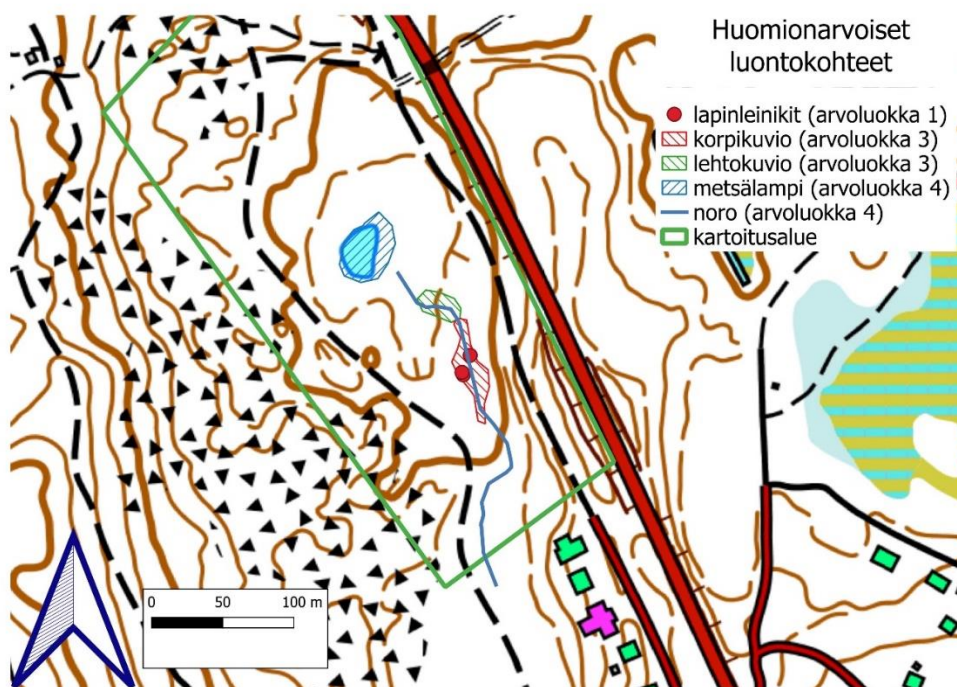 Huomionarvoiset
luontokohteet
lapinleinikit (arvoluokka 1)
korpikuvio (arvoluokka 3)
lehtokuvio (arvoluokka 3)
metsälampi (arvoluokka 4)
noro (arvoluokka 4)
kartoitusalue
0 50 100 m